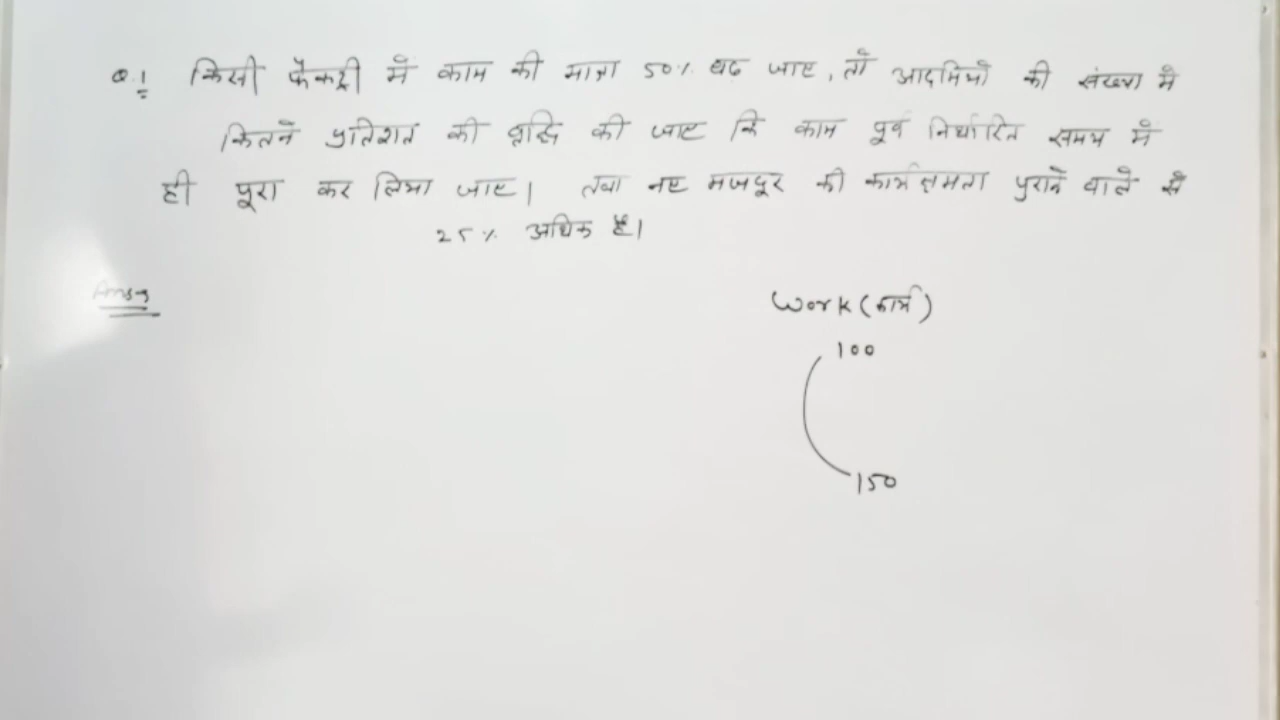 Q.1 किसी फैकट्री में काम की मात्रा 50% बढ जाए, तो आदमियों की संख्या में
कितने प्रतिशत की वृद्धि की जाए कि काम पूर्व निर्धारित समय में
ही पूरा कर लिया जाए। तथा नए मजदूर की कार्यक्षमता पुराने वाले से
25% अधिक है।
Ans→
Work (कार्य)
100
150